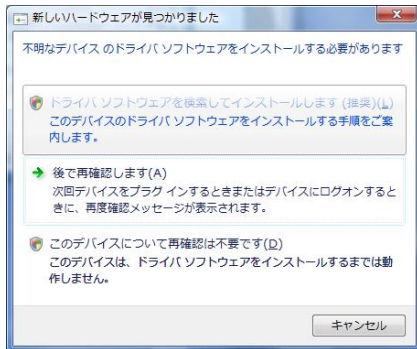 新しいハードウェアが見つかりました
不明なデバイス のドライバ ソフトウェアをインストールする必要があります
ドライバ ソフトウェアを検索してインストールします (推奨)(L)
このデバイスのドライバ ソフトウェアをインストールする手順をご案
内します。
後で再確認します(A)
次回デバイスをプラグ インするときまたはデバイスにログオンすると
きに、再度確認メッセージが表示されます。
このデバイスについて再確認は不要です(D)
このデバイスは、ドライバ ソフトウェアをインストールするまでは動
作しません。
キャンセル